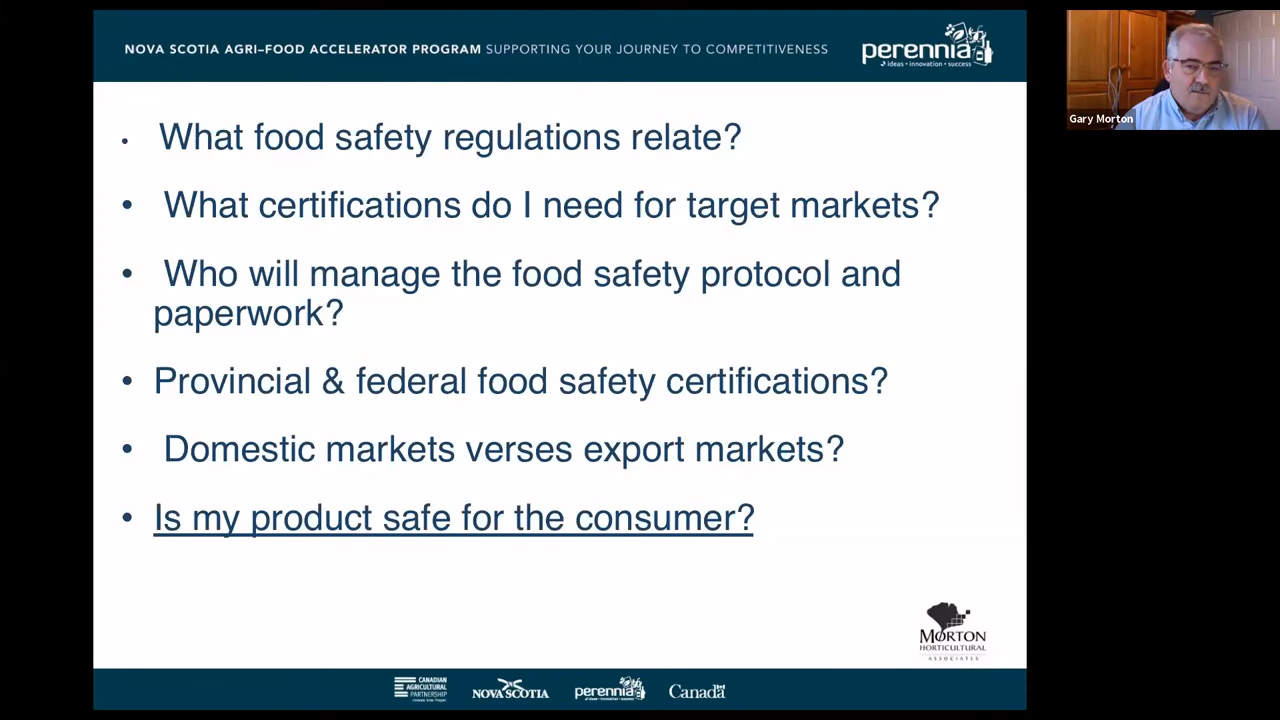 NOVA SCOTIA AGRI–FOOD ACCELERATOR PROGRAM SUPPORTING YOUR JOURNEY TO COMPETITIVENESS
perennia
ideas • innovation • success
Gary Morton
• What food safety regulations relate?
• What certifications do I need for target markets?
• Who will manage the food safety protocol and
paperwork?
• Provincial & federal food safety certifications?
• Domestic markets verses export markets?
• Is my product safe for the consumer?
MORTON
HORTICULTURAL
ASSOCIATES
CANADIAN
AGRICULTURAL
PARTNERSHIP
NOVA SCOTIA
perennia
ideas • innovation • success
Canada